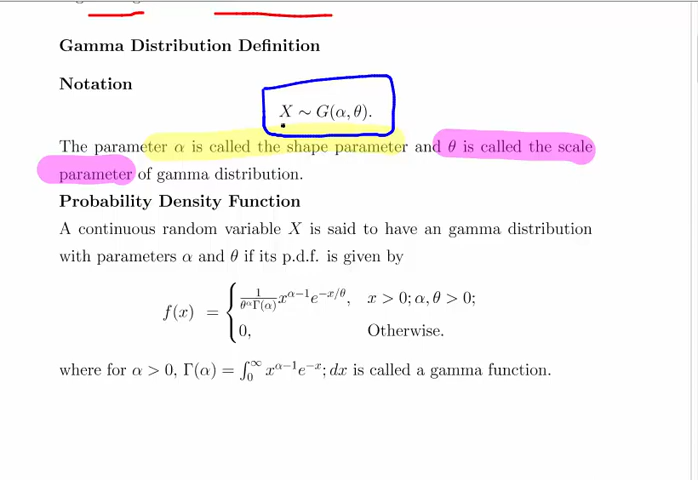 Gamma Distribution Definition
Notation
X ∼ G(α, θ).
The parameter α is called the shape parameter and θ is called the scale
parameter of gamma distribution.
Probability Density Function
A continuous random variable X is said to have an gamma distribution
with parameters α and θ if its p.d.f. is given by
f(x) = { 1/(θ^α Γ(α)) x^{α−1} e^{−x/θ}, x > 0; α, θ > 0;
0, Otherwise.
where for α > 0, Γ(α) = ∫_0^∞ x^{α−1} e^{−x}; dx is called a gamma function.